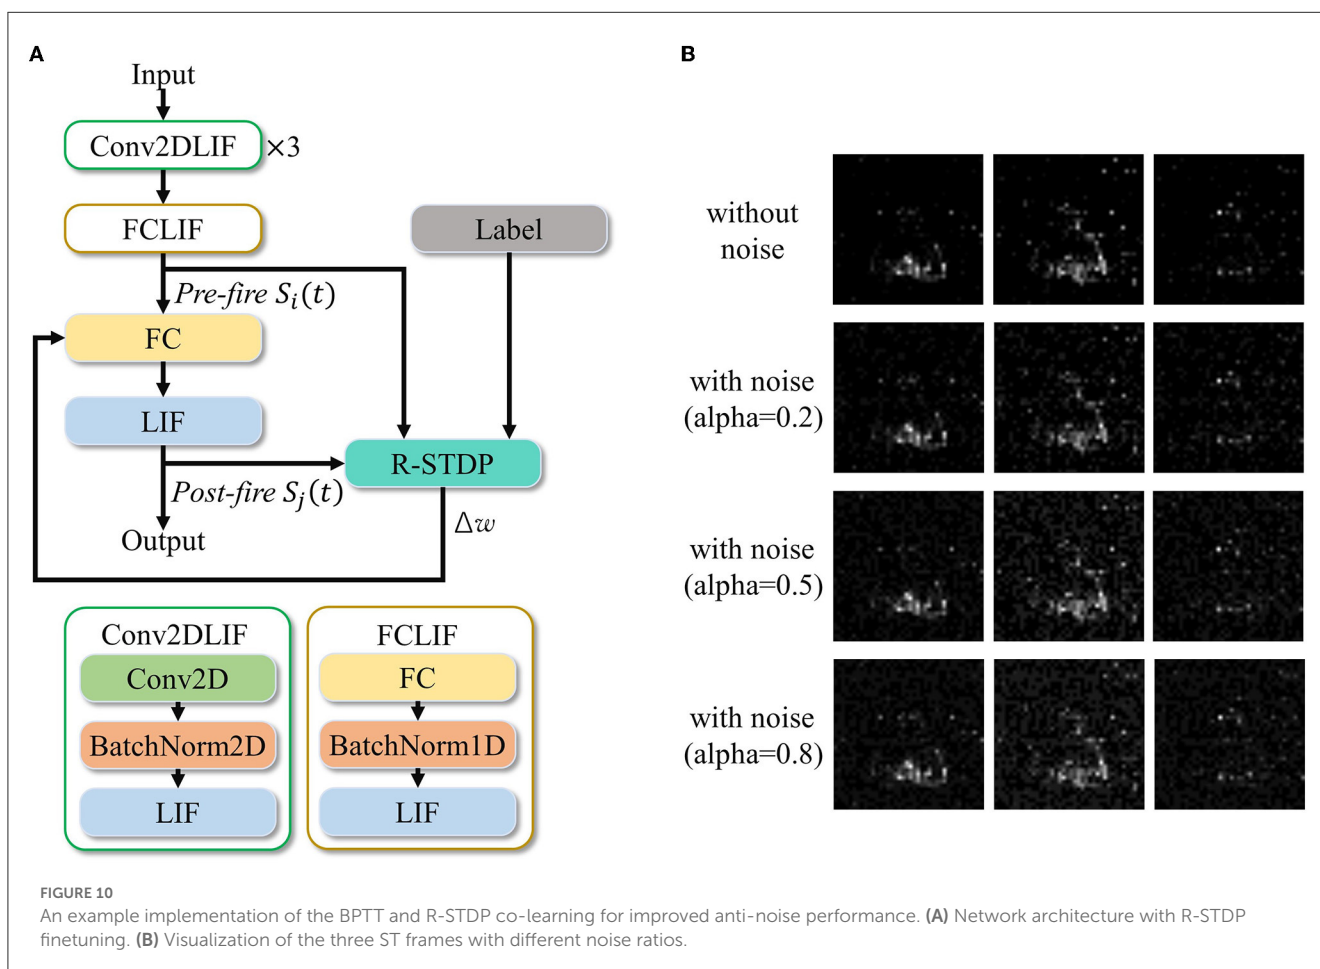 A
Input
Conv2DLIF ×3
FCLIF
Label
Pre-fire S_i(t)
FC
LIF
R-STDP
Post-fire S_j(t)
Δw
Output
Conv2DLIF
Conv2D
BatchNorm2D
LIF
FCLIF
FC
BatchNorm1D
LIF
B
without
noise
with noise
(alpha=0.2)
with noise
(alpha=0.5)
with noise
(alpha=0.8)
FIGURE 10
An example implementation of the BPTT and R-STDP co-learning for improved anti-noise performance. (A) Network architecture with R-STDP
finetuning. (B) Visualization of the three ST frames with different noise ratios.